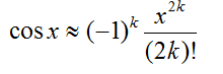 cos x ≈ (−1)^k x^{2k}/(2k)!